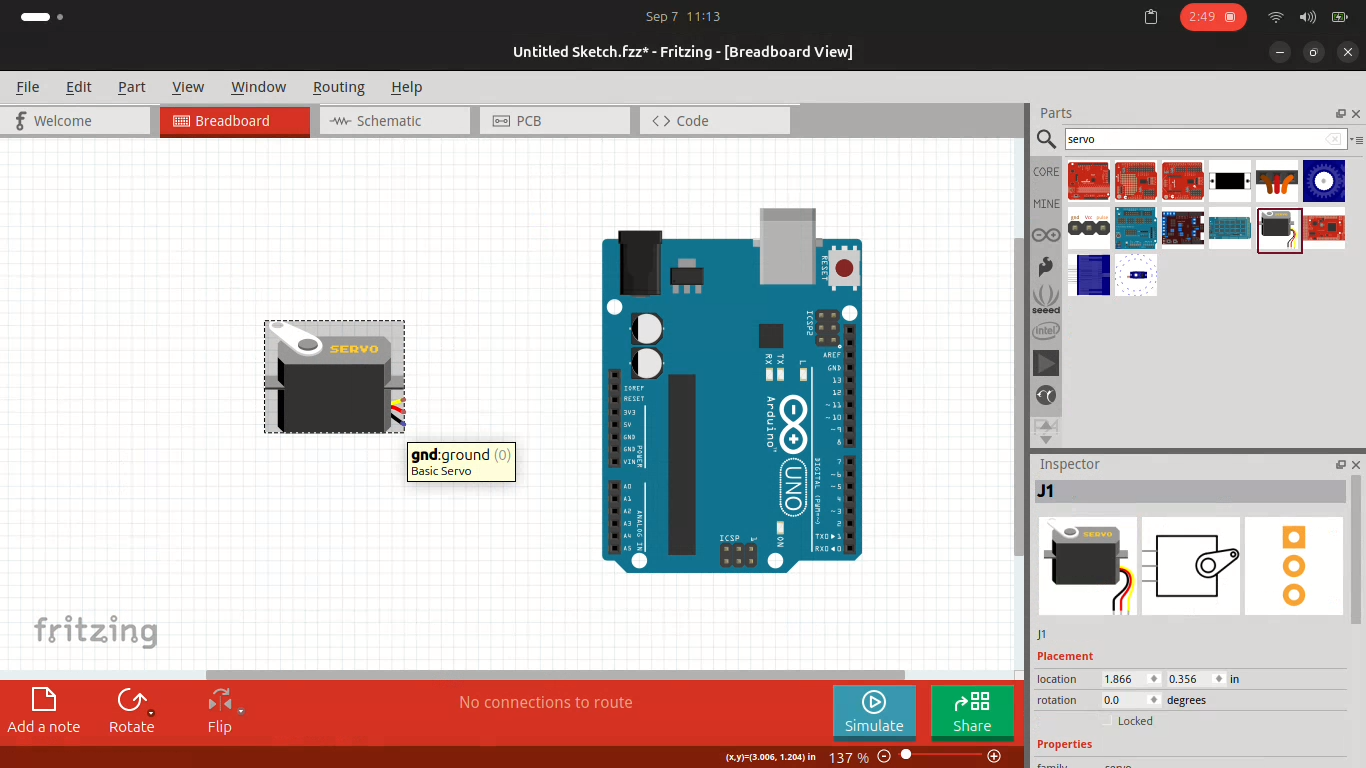 Sep 7 11:13
2:49
Untitled Sketch.fzz* - Fritzing - [Breadboard View]
File Edit Part View Window Routing Help
Welcome Breadboard Schematic PCB Code
Parts
servo
CORE
MINE
seeed
intel
gnd Vcc pulse
SERVO
gnd:ground (0)
Basic Servo
RESET
ICSP2
AREF
GND
13
12
~11
~10
~9
8
7
~6
~5
4
~3
2
TXD▶1
RXD◀0
RX TX L
Arduino™
UNO
DIGITAL (PWM=~)
IOREF
RESET
3V3
5V
GND
GND
VIN
POWER
A0
A1
A2
A3
A4
A5
ANALOG IN
ICSP 1
ON
fritzing
Inspector
J1
SERVO
J1
Placement
location 1.866 0.356 in
rotation 0.0 degrees
Locked
Properties
family servo
Add a note Rotate Flip
No connections to route
Simulate Share
(x,y)=(3.006, 1.204) in 137 %